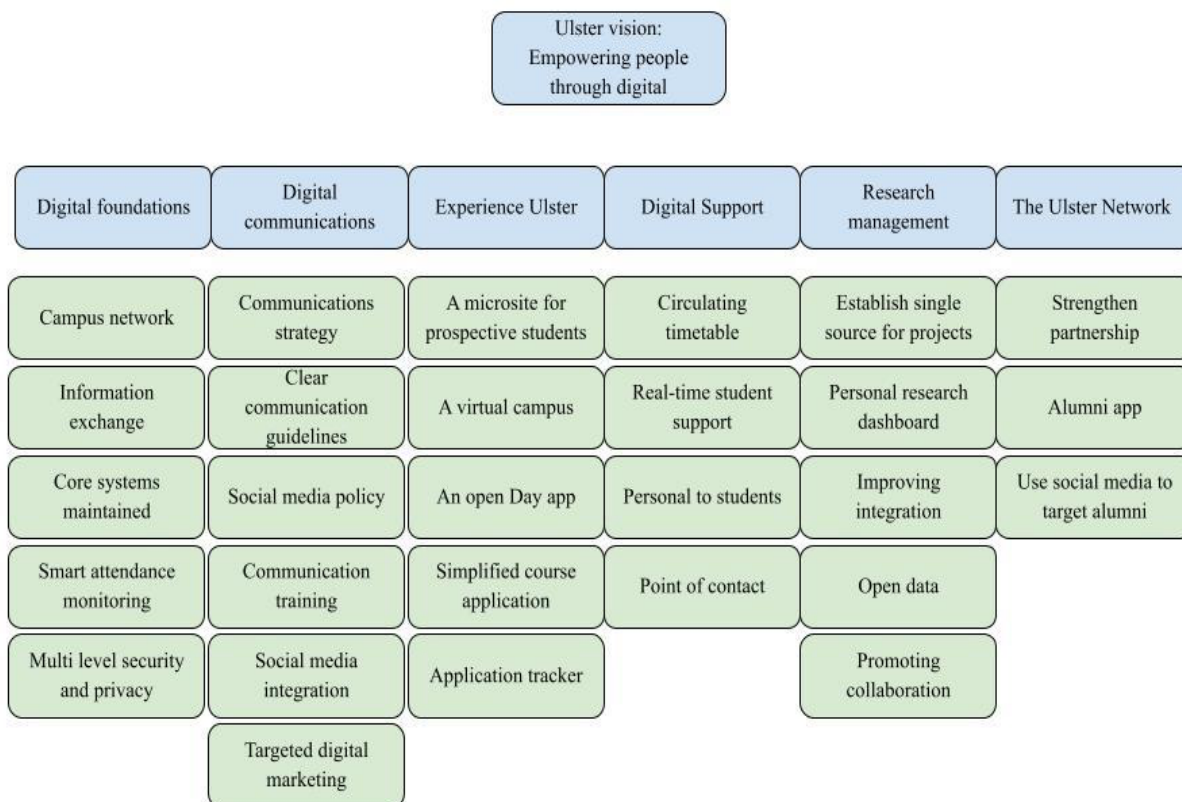 Ulster vision:
Empowering people
through digital
Digital foundations
Digital
communications
Experience Ulster
Digital Support
Research
management
The Ulster Network
Campus network
Information
exchange
Core systems
maintained
Smart attendance
monitoring
Multi level security
and privacy
Communications
strategy
Clear
communication
guidelines
Social media policy
Communication
training
Social media
integration
Targeted digital
marketing
A microsite for
prospective students
A virtual campus
An open Day app
Simplified course
application
Application tracker
Circulating
timetable
Real-time student
support
Personal to students
Point of contact
Establish single
source for projects
Personal research
dashboard
Improving
integration
Open data
Promoting
collaboration
Strengthen
partnership
Alumni app
Use social media to
target alumni